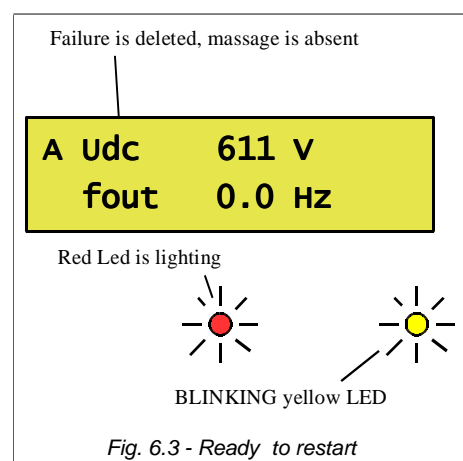 Failure is deleted, massage is absent
A Udc 611 V
fout 0.0 Hz
Red Led is lighting
BLINKING yellow LED
Fig. 6.3 - Ready to restart